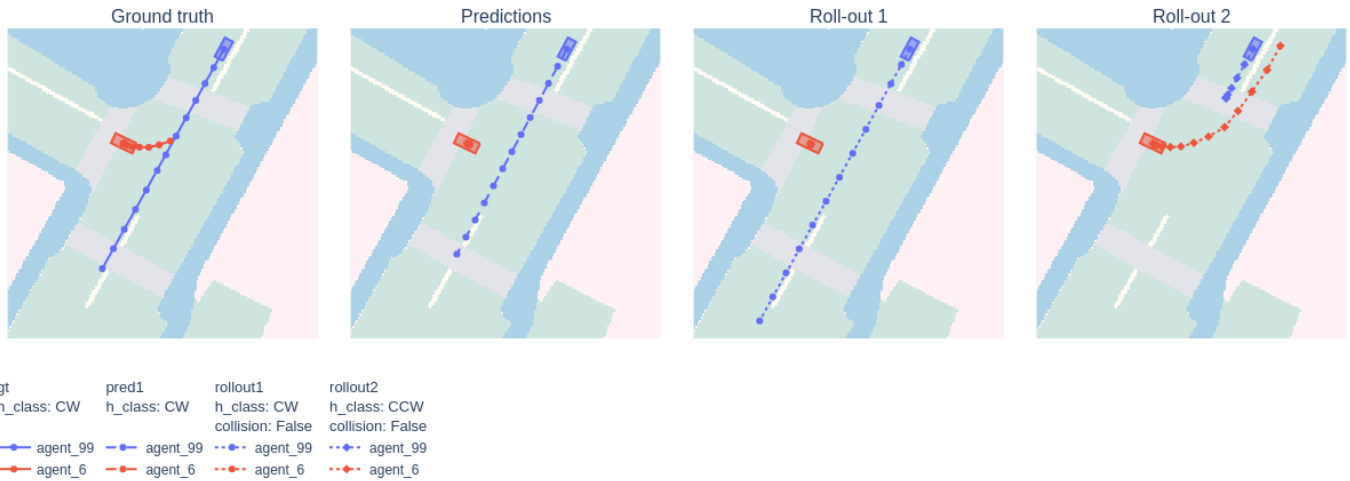 Ground truth
Predictions
Roll-out 1
Roll-out 2
gt
h_class: CW
agent_99
agent_6
pred1
h_class: CW
agent_99
agent_6
rollout1
h_class: CW
collision: False
agent_99
agent_6
rollout2
h_class: CCW
collision: False
agent_99
agent_6